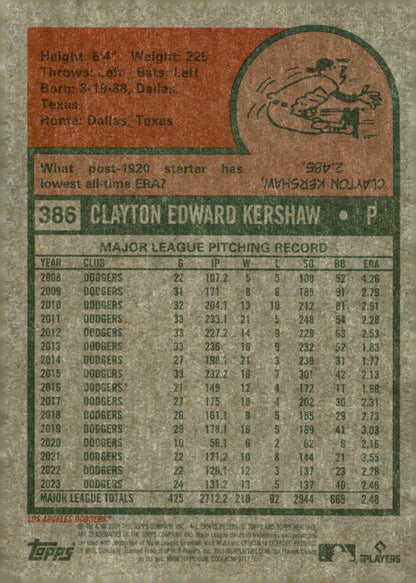 Height: 6'4" Weight: 225
Throws: Left Bats: Left
Born: 3-19-88, Dallas,
Texas
Home: Dallas, Texas
What post-1920 starter has
lowest all-time ERA?
CLAYTON KERSHAW,
2.485.
386 CLAYTON EDWARD KERSHAW • P
MAJOR LEAGUE PITCHING RECORD
YEAR CLUB G IP W L SO BB ERA
2008 DODGERS 22 107.2 5 5 100 52 4.26
2009 DODGERS 31 171 8 8 185 91 2.79
2010 DODGERS 32 204.1 13 10 212 81 2.91
2011 DODGERS 33 233.1 21 5 248 54 2.28
2012 DODGERS 33 227.2 14 9 229 63 2.53
2013 DODGERS 33 236 16 9 232 52 1.83
2014 DODGERS 27 198.1 21 3 239 31 1.77
2015 DODGERS 33 232.2 16 7 301 42 2.13
2016 DODGERS 21 149 12 4 172 11 1.69
2017 DODGERS 27 175 18 4 202 30 2.31
2018 DODGERS 26 161.1 9 5 155 29 2.73
2019 DODGERS 29 178.1 16 5 189 41 3.03
2020 DODGERS 10 58.1 6 2 62 8 2.16
2021 DODGERS 22 121.2 10 8 144 21 3.55
2022 DODGERS 22 126.1 12 3 137 23 2.28
2023 DODGERS 24 131.2 13 5 137 40 2.46
MAJOR LEAGUE TOTALS 425 2712.2 210 92 2944 669 2.48
LOS ANGELES DODGERS
Topps
PLAYERS